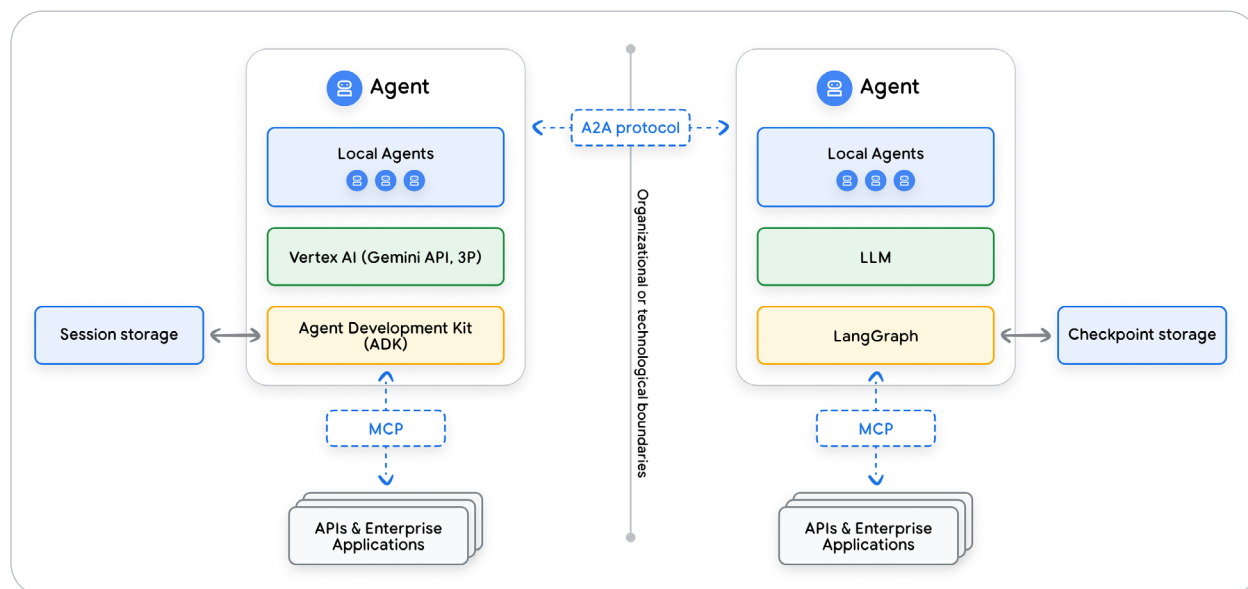 Agent
Local Agents
Vertex AI (Gemini API, 3P)
Agent Development Kit
(ADK)
Session storage
MCP
APIs & Enterprise
Applications
A2A protocol
Organizational or technological boundaries
Agent
Local Agents
LLM
LangGraph
Checkpoint storage
MCP
APIs & Enterprise
Applications